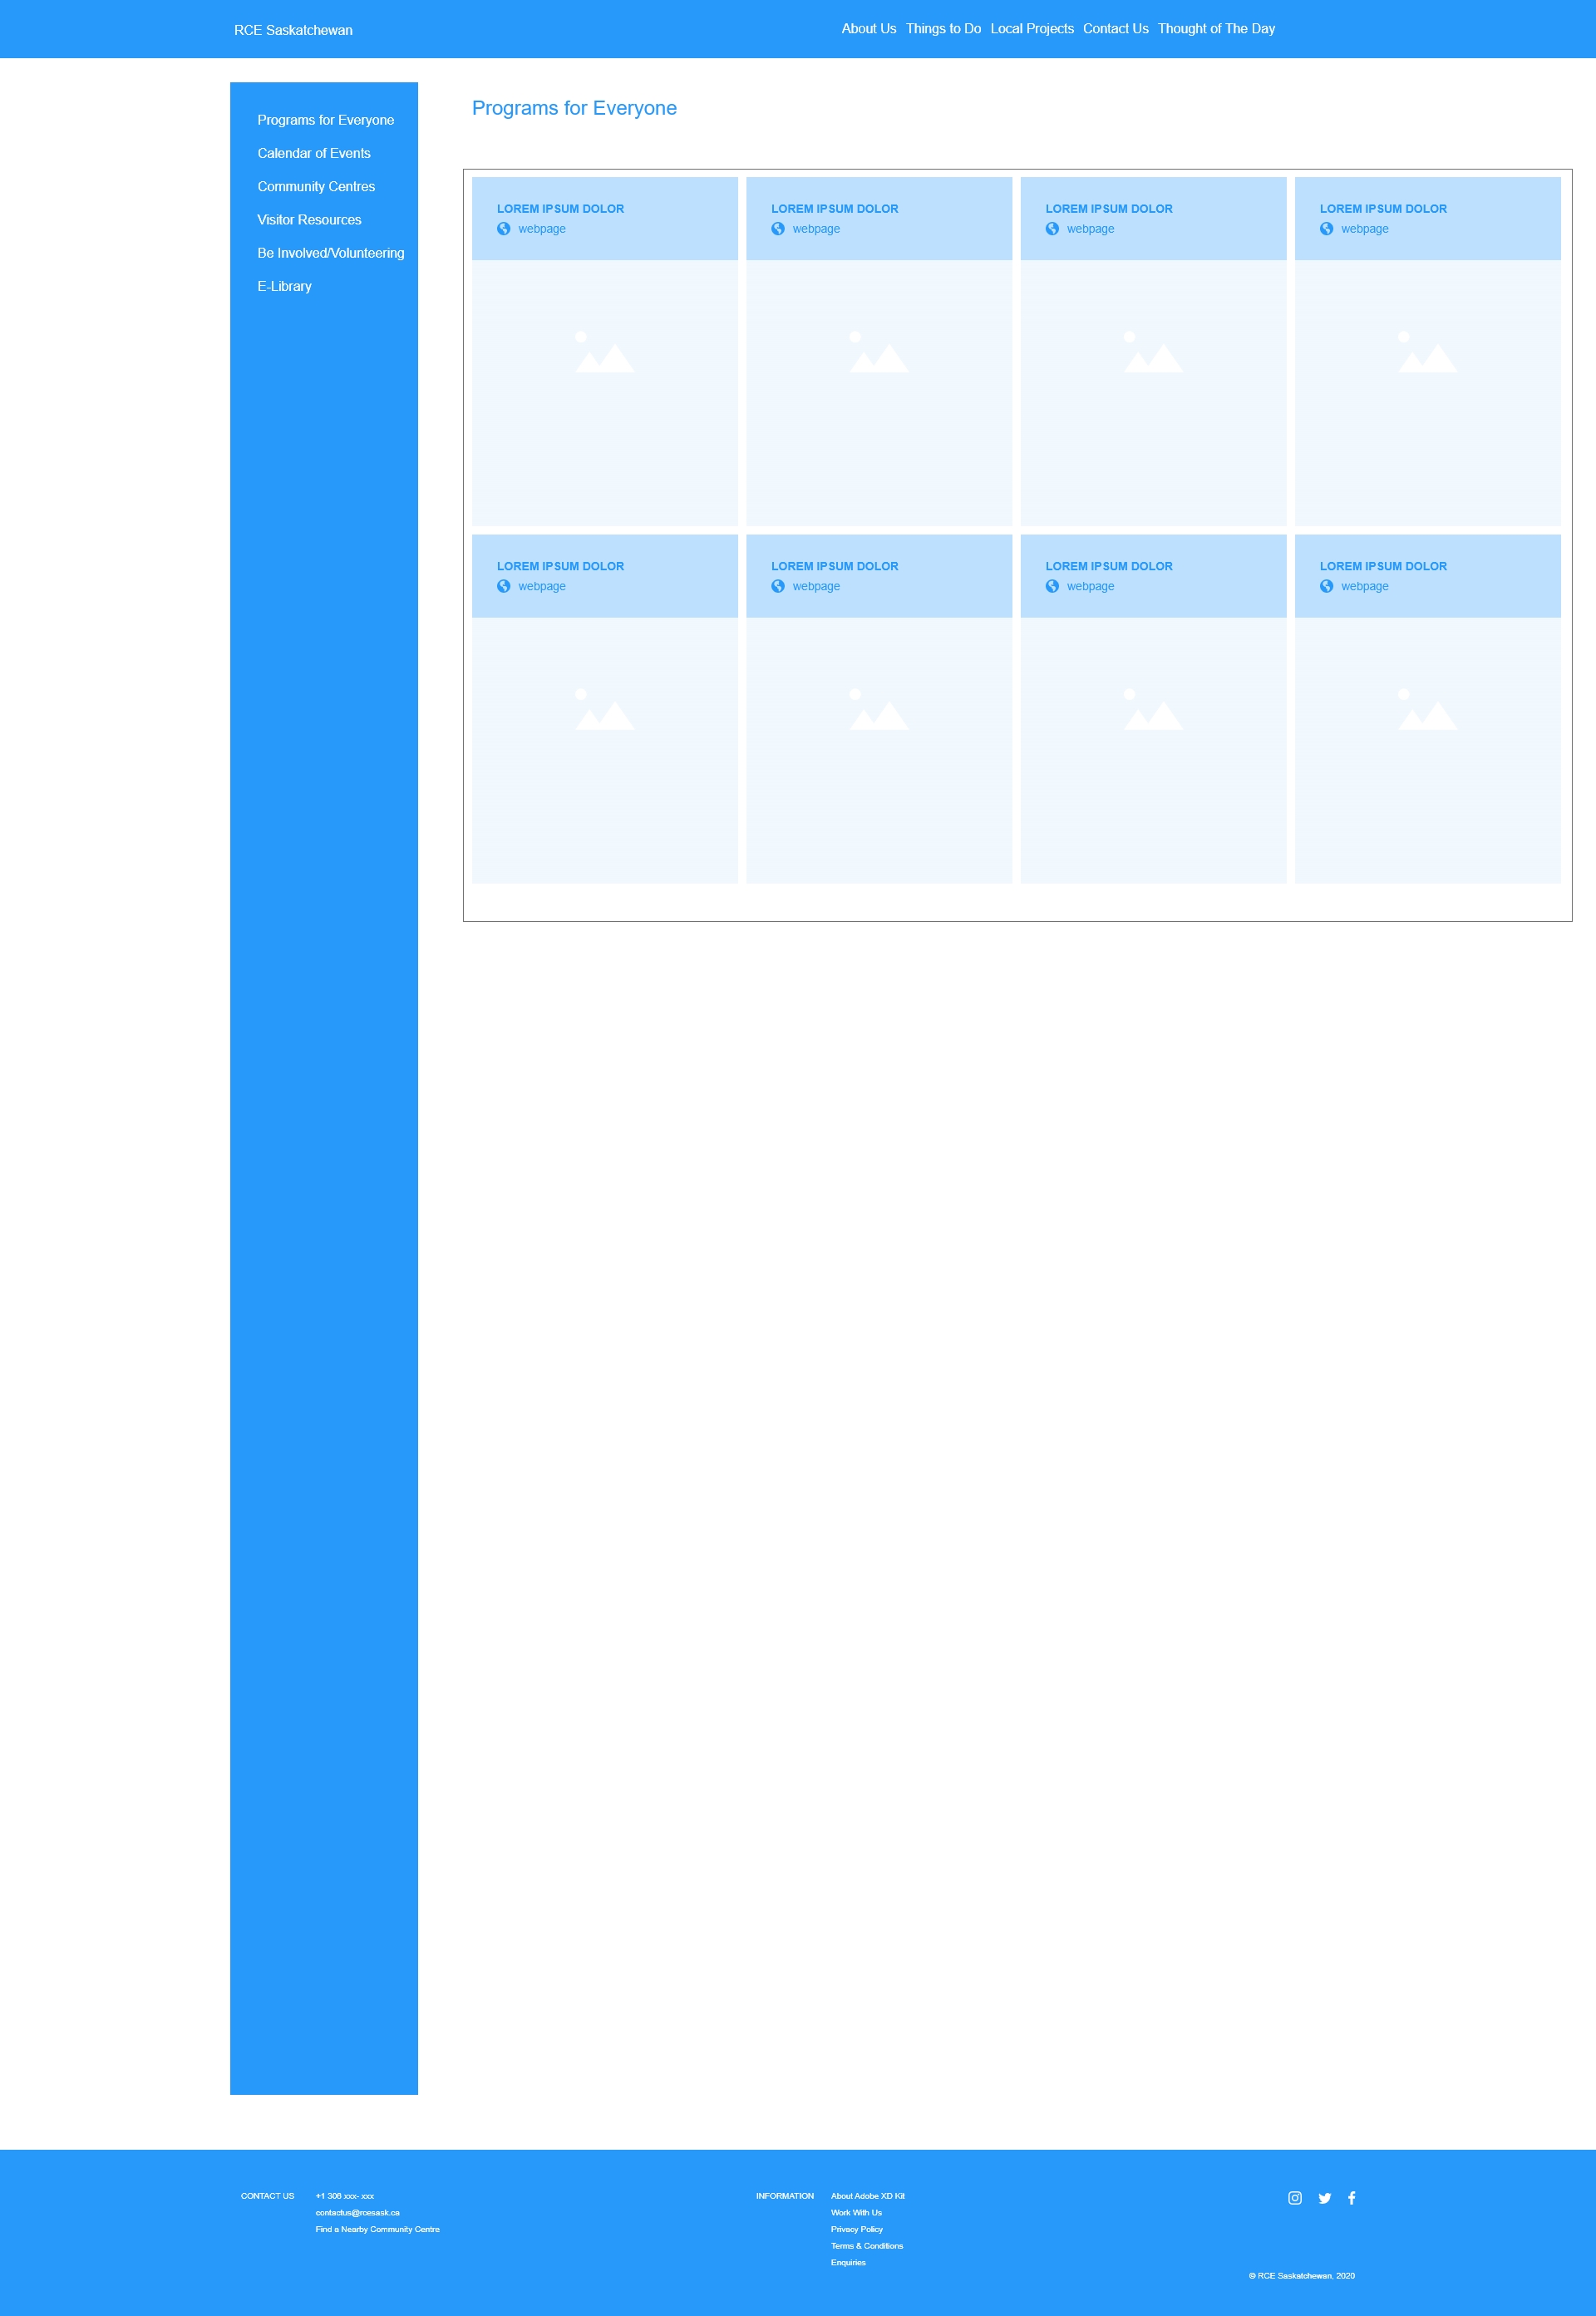 RCE Saskatchewan
About Us Things to Do Local Projects Contact Us Thought of The Day
Programs for Everyone
Calendar of Events
Community Centres
Visitor Resources
Be Involved/Volunteering
E-Library
Programs for Everyone
LOREM IPSUM DOLOR
webpage
LOREM IPSUM DOLOR
webpage
LOREM IPSUM DOLOR
webpage
LOREM IPSUM DOLOR
webpage
LOREM IPSUM DOLOR
webpage
LOREM IPSUM DOLOR
webpage
LOREM IPSUM DOLOR
webpage
LOREM IPSUM DOLOR
webpage
CONTACT US
+1 306 xxx- xxx
contactus@rcesask.ca
Find a Nearby Community Centre
INFORMATION
About Adobe XD Kit
Work With Us
Privacy Policy
Terms & Conditions
Enquiries
© RCE Saskatchewan, 2020